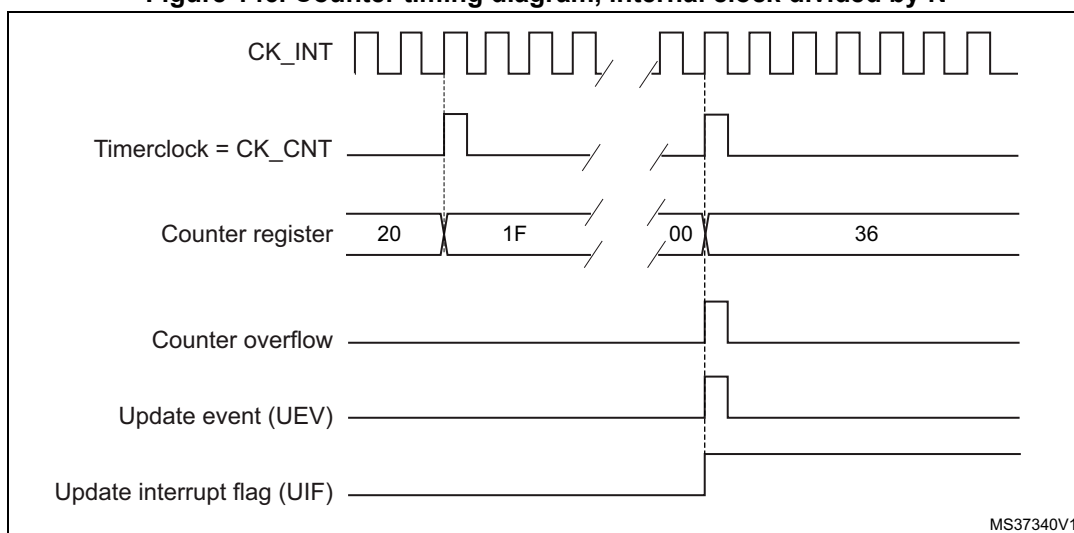 Figure Counter timing diagram, internal clock divided by N
CK_INT
Timerclock = CK_CNT
Counter register 20 1F 00 36
Counter overflow
Update event (UEV)
Update interrupt flag (UIF)
MS37340V1